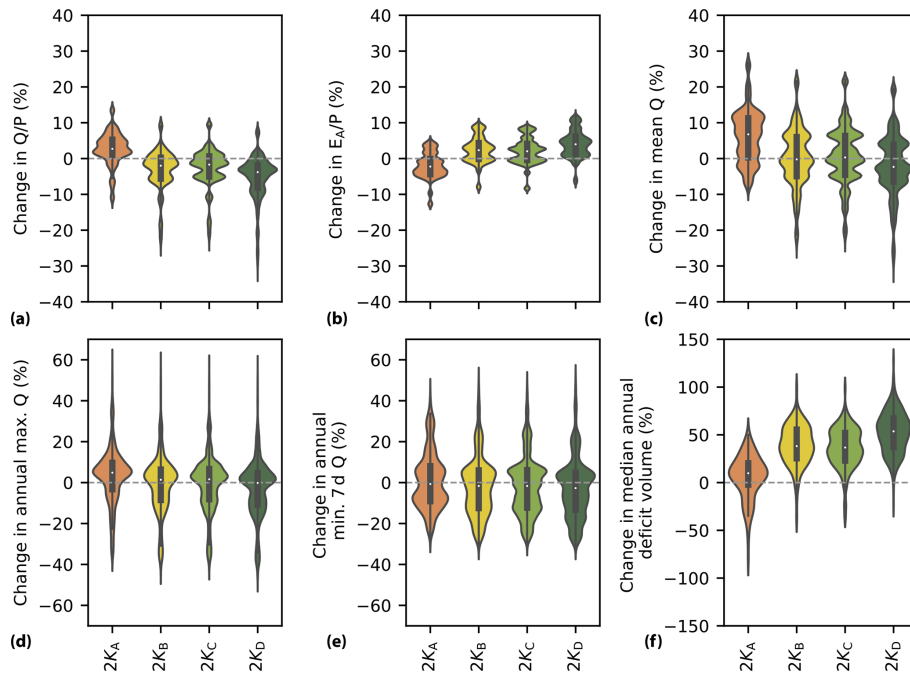 40
30
20
10
0
−10
−20
−30
−40
Change in Q/P (%)
(a)
40
30
20
10
0
−10
−20
−30
−40
Change in E_A/P (%)
(b)
40
30
20
10
0
−10
−20
−30
−40
Change in mean Q (%)
(c)
60
40
20
0
−20
−40
−60
Change in annual max. Q (%)
(d)
2K_A
2K_B
2K_C
2K_D
60
40
20
0
−20
−40
−60
Change in annual
min. 7 d Q (%)
(e)
2K_A
2K_B
2K_C
2K_D
150
100
50
0
−50
−100
−150
Change in median annual
deficit volume (%)
(f)
2K_A
2K_B
2K_C
2K_D